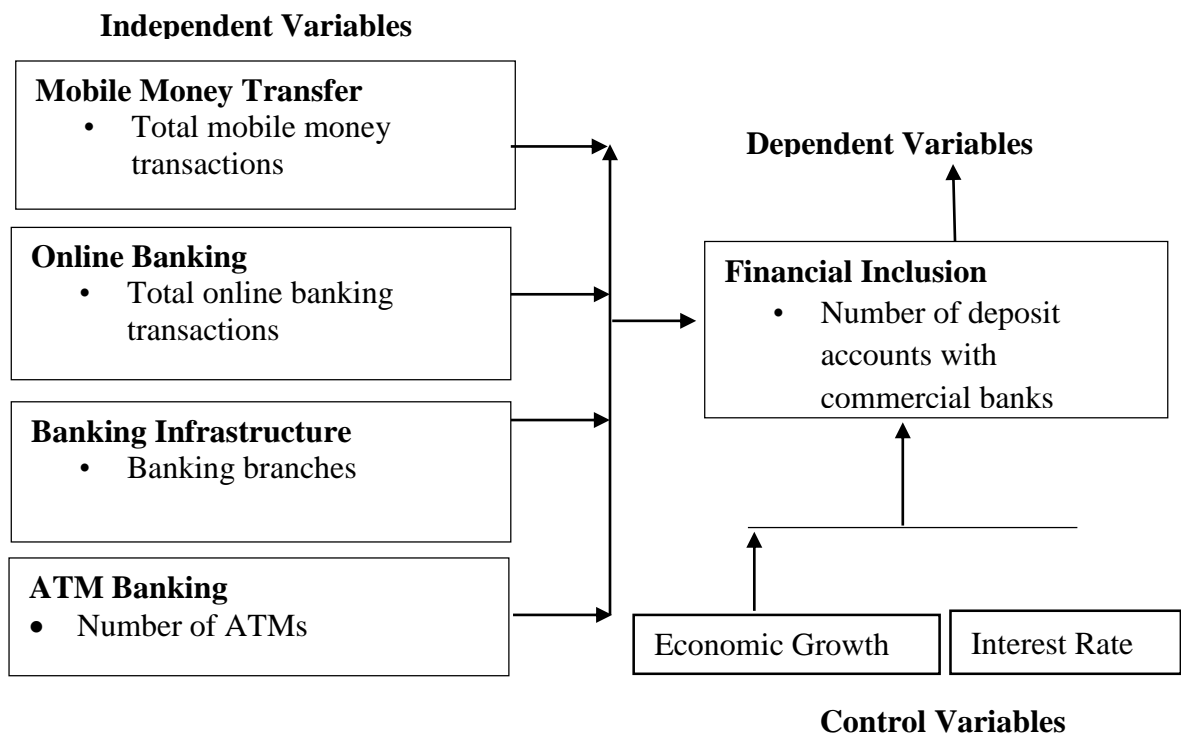 Independent Variables
Mobile Money Transfer
• Total mobile money
transactions
Online Banking
• Total online banking
transactions
Banking Infrastructure
• Banking branches
ATM Banking
• Number of ATMs
Dependent Variables
Financial Inclusion
• Number of deposit
accounts with
commercial banks
Economic Growth
Interest Rate
Control Variables